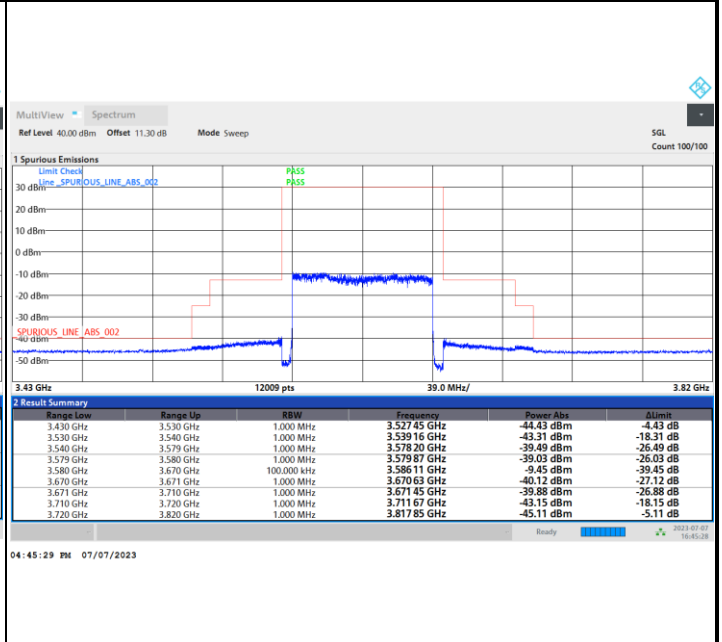 MultiView Spectrum
Ref Level 40.00 dBm Offset 11.30 dB Mode Sweep SGL
Count 100/100
1 Spurious Emissions
Limit Check PASS
Line _SPURIOUS_LINE_ABS_002 PASS
30 dBm
20 dBm
10 dBm
0 dBm
-10 dBm
-20 dBm
-30 dBm
SPURIOUS_LINE_ABS_002
-40 dBm
-50 dBm
3.43 GHz 12009 pts 39.0 MHz/ 3.82 GHz
2 Result Summary
Range Low Range Up RBW Frequency Power Abs ΔLimit
3.430 GHz 3.530 GHz 1.000 MHz 3.527 45 GHz -44.43 dBm -4.43 dB
3.530 GHz 3.540 GHz 1.000 MHz 3.539 16 GHz -43.31 dBm -18.31 dB
3.540 GHz 3.579 GHz 1.000 MHz 3.578 20 GHz -39.49 dBm -26.49 dB
3.579 GHz 3.580 GHz 1.000 MHz 3.579 87 GHz -39.03 dBm -26.03 dB
3.580 GHz 3.670 GHz 100.000 kHz 3.586 11 GHz -9.45 dBm -39.45 dB
3.670 GHz 3.671 GHz 1.000 MHz 3.670 63 GHz -40.12 dBm -27.12 dB
3.671 GHz 3.710 GHz 1.000 MHz 3.671 45 GHz -39.88 dBm -26.88 dB
3.710 GHz 3.720 GHz 1.000 MHz 3.711 67 GHz -43.15 dBm -18.15 dB
3.720 GHz 3.820 GHz 1.000 MHz 3.817 85 GHz -45.11 dBm -5.11 dB
Ready 2023-07-07
16:45:28
04:45:29 PM 07/07/2023